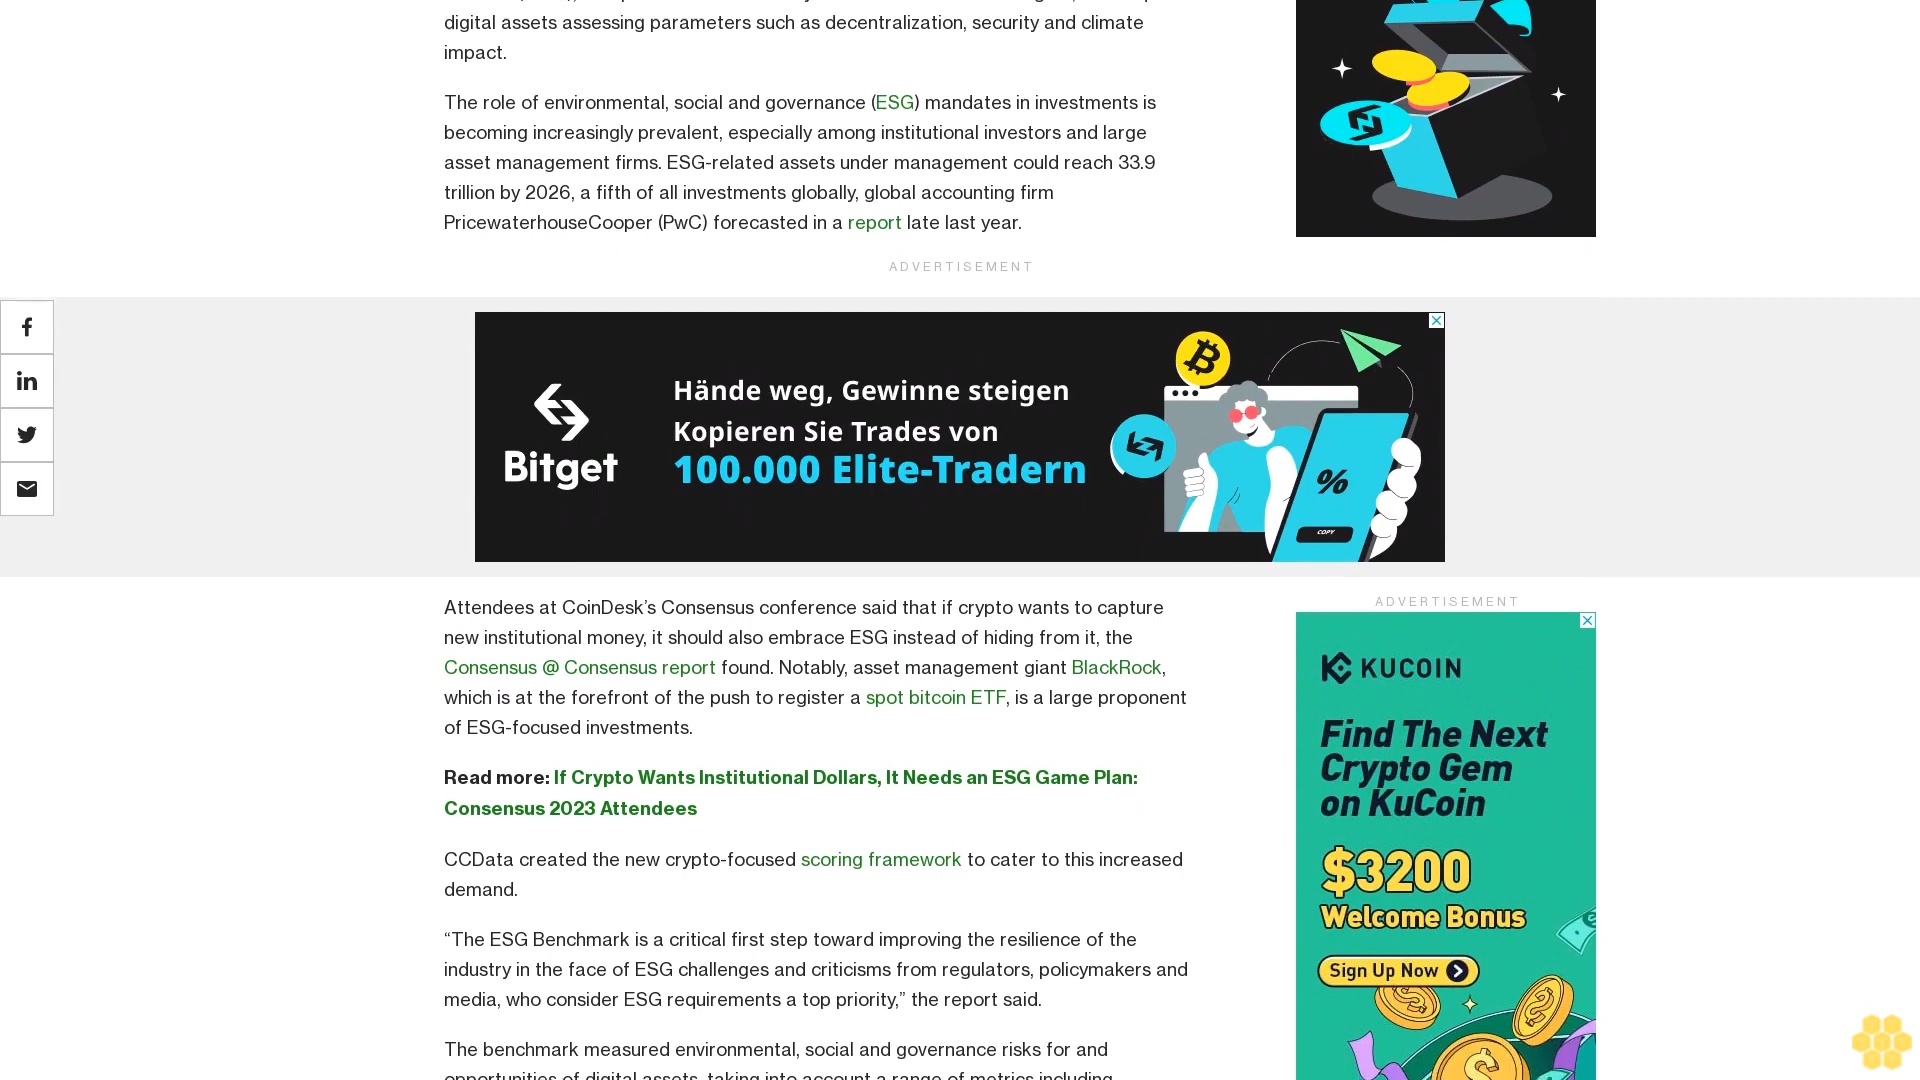 digital assets assessing parameters such as decentralization, security and climate
impact.
The role of environmental, social and governance (ESG) mandates in investments is
becoming increasingly prevalent, especially among institutional investors and large
asset management firms. ESG-related assets under management could reach 33.9
trillion by 2026, a fifth of all investments globally, global accounting firm
PricewaterhouseCooper (PwC) forecasted in a report late last year.
ADVERTISEMENT
Bitget
Hände weg, Gewinne steigen
Kopieren Sie Trades von
100.000 Elite-Tradern
%
COPY
Attendees at CoinDesk’s Consensus conference said that if crypto wants to capture
new institutional money, it should also embrace ESG instead of hiding from it, the
Consensus @ Consensus report found. Notably, asset management giant BlackRock,
which is at the forefront of the push to register a spot bitcoin ETF, is a large proponent
of ESG-focused investments.
Read more: If Crypto Wants Institutional Dollars, It Needs an ESG Game Plan:
Consensus 2023 Attendees
CCData created the new crypto-focused scoring framework to cater to this increased
demand.
“The ESG Benchmark is a critical first step toward improving the resilience of the
industry in the face of ESG challenges and criticisms from regulators, policymakers and
media, who consider ESG requirements a top priority,” the report said.
The benchmark measured environmental, social and governance risks for and
opportunities of digital assets, taking into account a range of metrics including
ADVERTISEMENT
KUCOIN
Find The Next
Crypto Gem
on KuCoin
$3200
Welcome Bonus
Sign Up Now